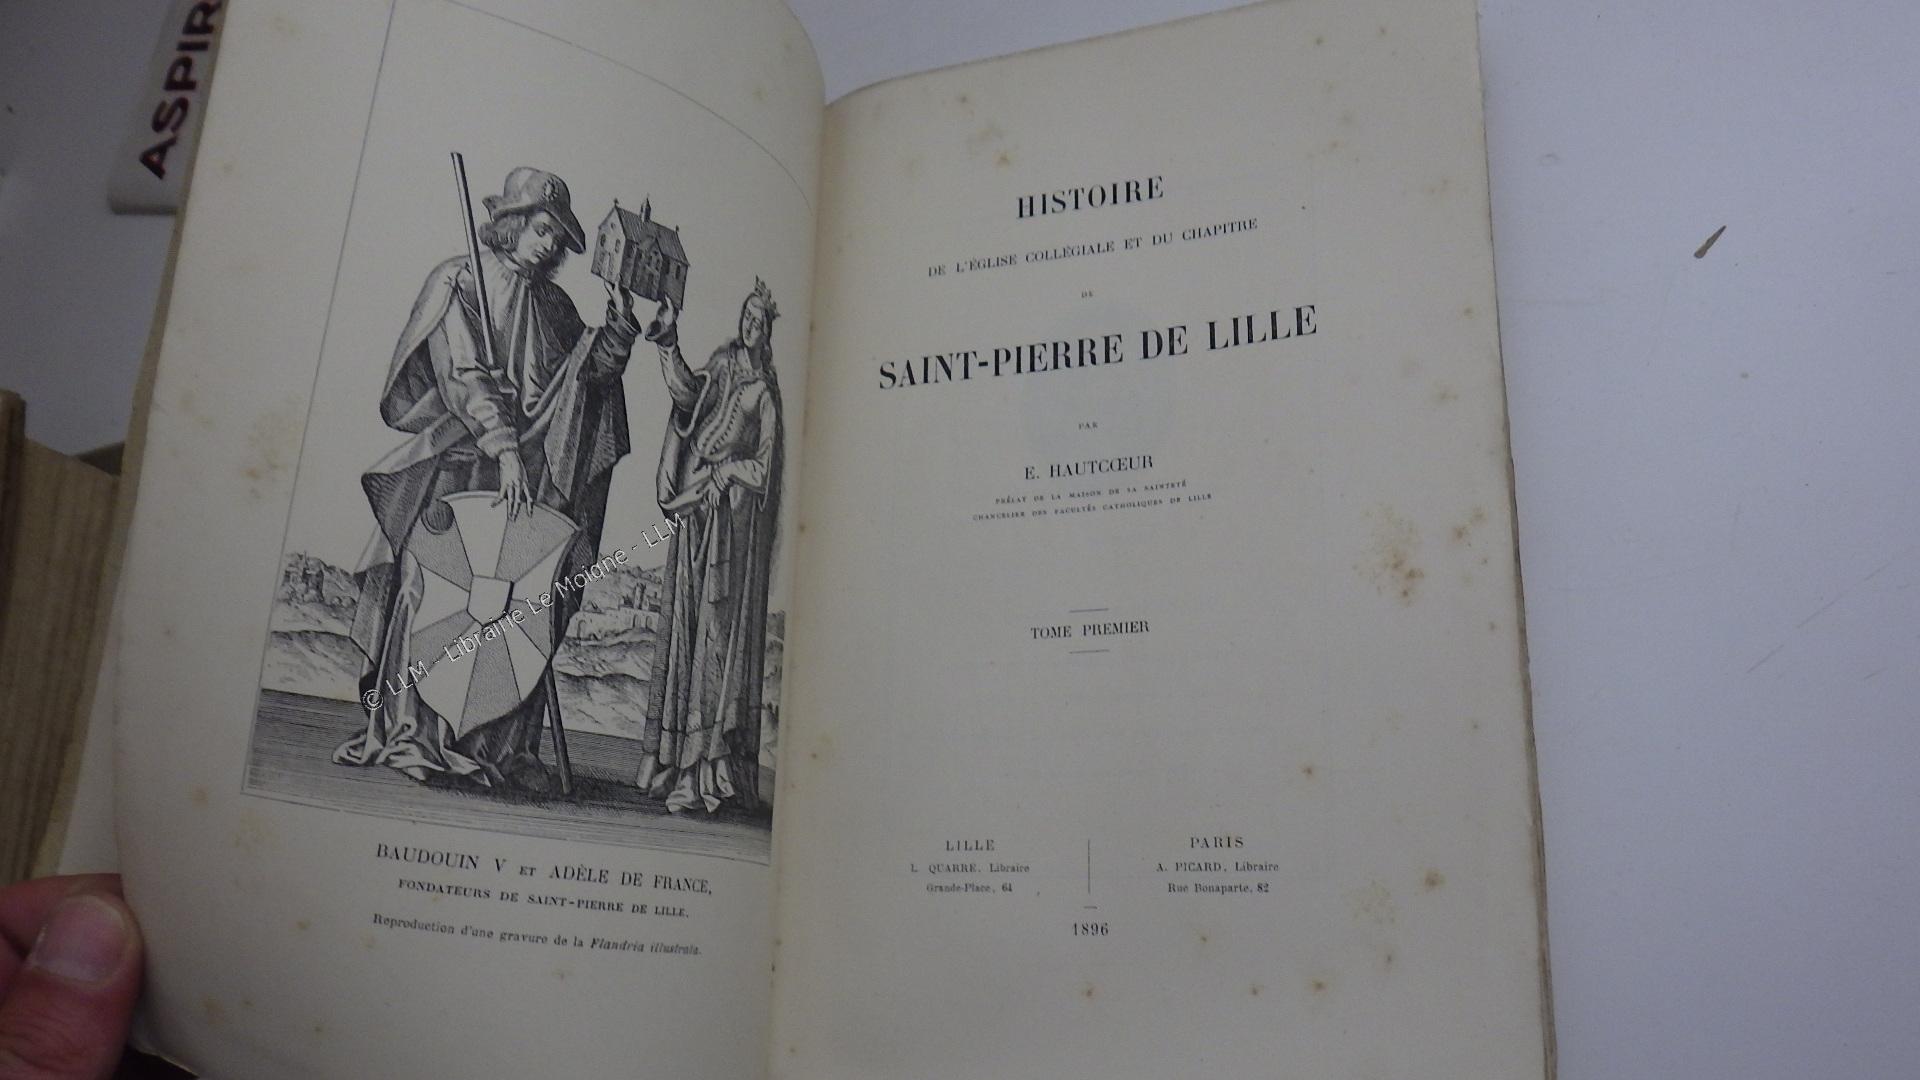 ASPIR
BAUDOUIN V ET ADÈLE DE FRANCE,
FONDATEURS DE SAINT-PIERRE DE LILLE.
Reproduction d'une gravure de la Flandria illustrata.
© LLM - Librairie Le Moigne - LLM
HISTOIRE
DE L'ÉGLISE COLLÉGIALE ET DU CHAPITRE
DE
SAINT-PIERRE DE LILLE
PAR
E. HAUTCŒUR
PRÉLAT DE LA MAISON DE SA SAINTETÉ
CHANCELIER DES FACULTÉS CATHOLIQUES DE LILLE
TOME PREMIER
LILLE
L. QUARRÉ, Libraire
Grande-Place, 64
PARIS
A. PICARD, Libraire
Rue Bonaparte, 82
1896